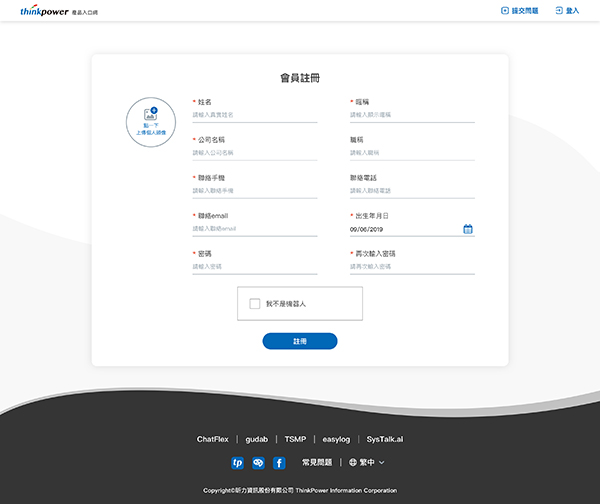 thinkpower 產品入口網
提交問題
登入
會員註冊
點一下
上傳個人頭像
* 姓名
請輸入真實姓名
* 暱稱
請輸入顯示暱稱
* 公司名稱
請輸入公司名稱
職稱
請輸入職稱
* 聯絡手機
請輸入聯絡手機
聯絡電話
請輸入聯絡電話
* 聯絡email
請輸入聯絡email
* 出生年月日
09/06/2019
* 密碼
請輸入密碼
* 再次輸入密碼
請再次輸入密碼
我不是機器人
註冊
ChatFlex | gudab | TSMP | easylog | SysTalk.ai
tp
f
常見問題 | 繁中
Copyright©昕力資訊股份有限公司 ThinkPower Information Corporation